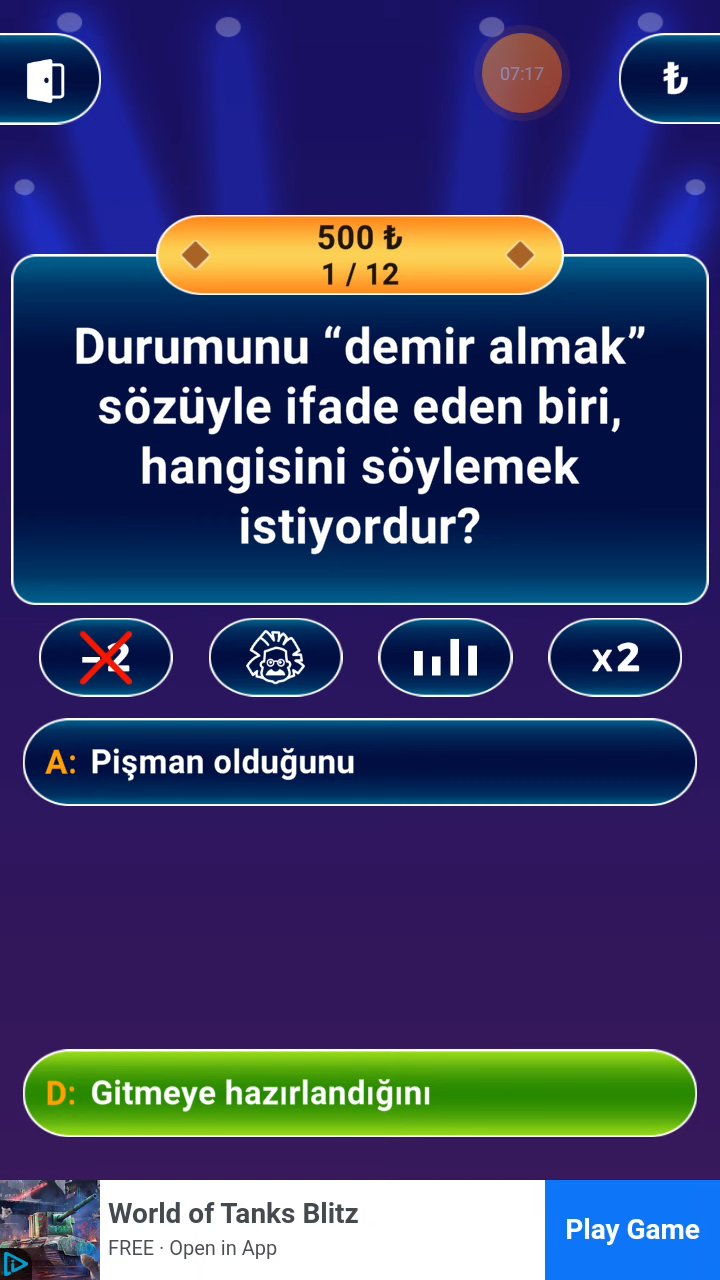 07:17
₺
500 ₺
1 / 12
Durumunu “demir almak”
sözüyle ifade eden biri,
hangisini söylemek
istiyordur?
-2
x2
A: Pişman olduğunu
D: Gitmeye hazırlandığını
World of Tanks Blitz
FREE · Open in App
Play Game